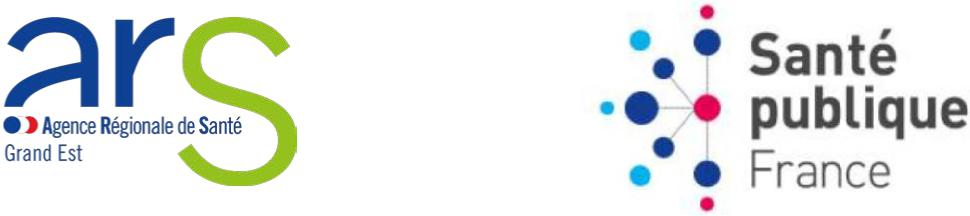 ars
Agence Régionale de Santé
Grand Est
Santé
publique
France